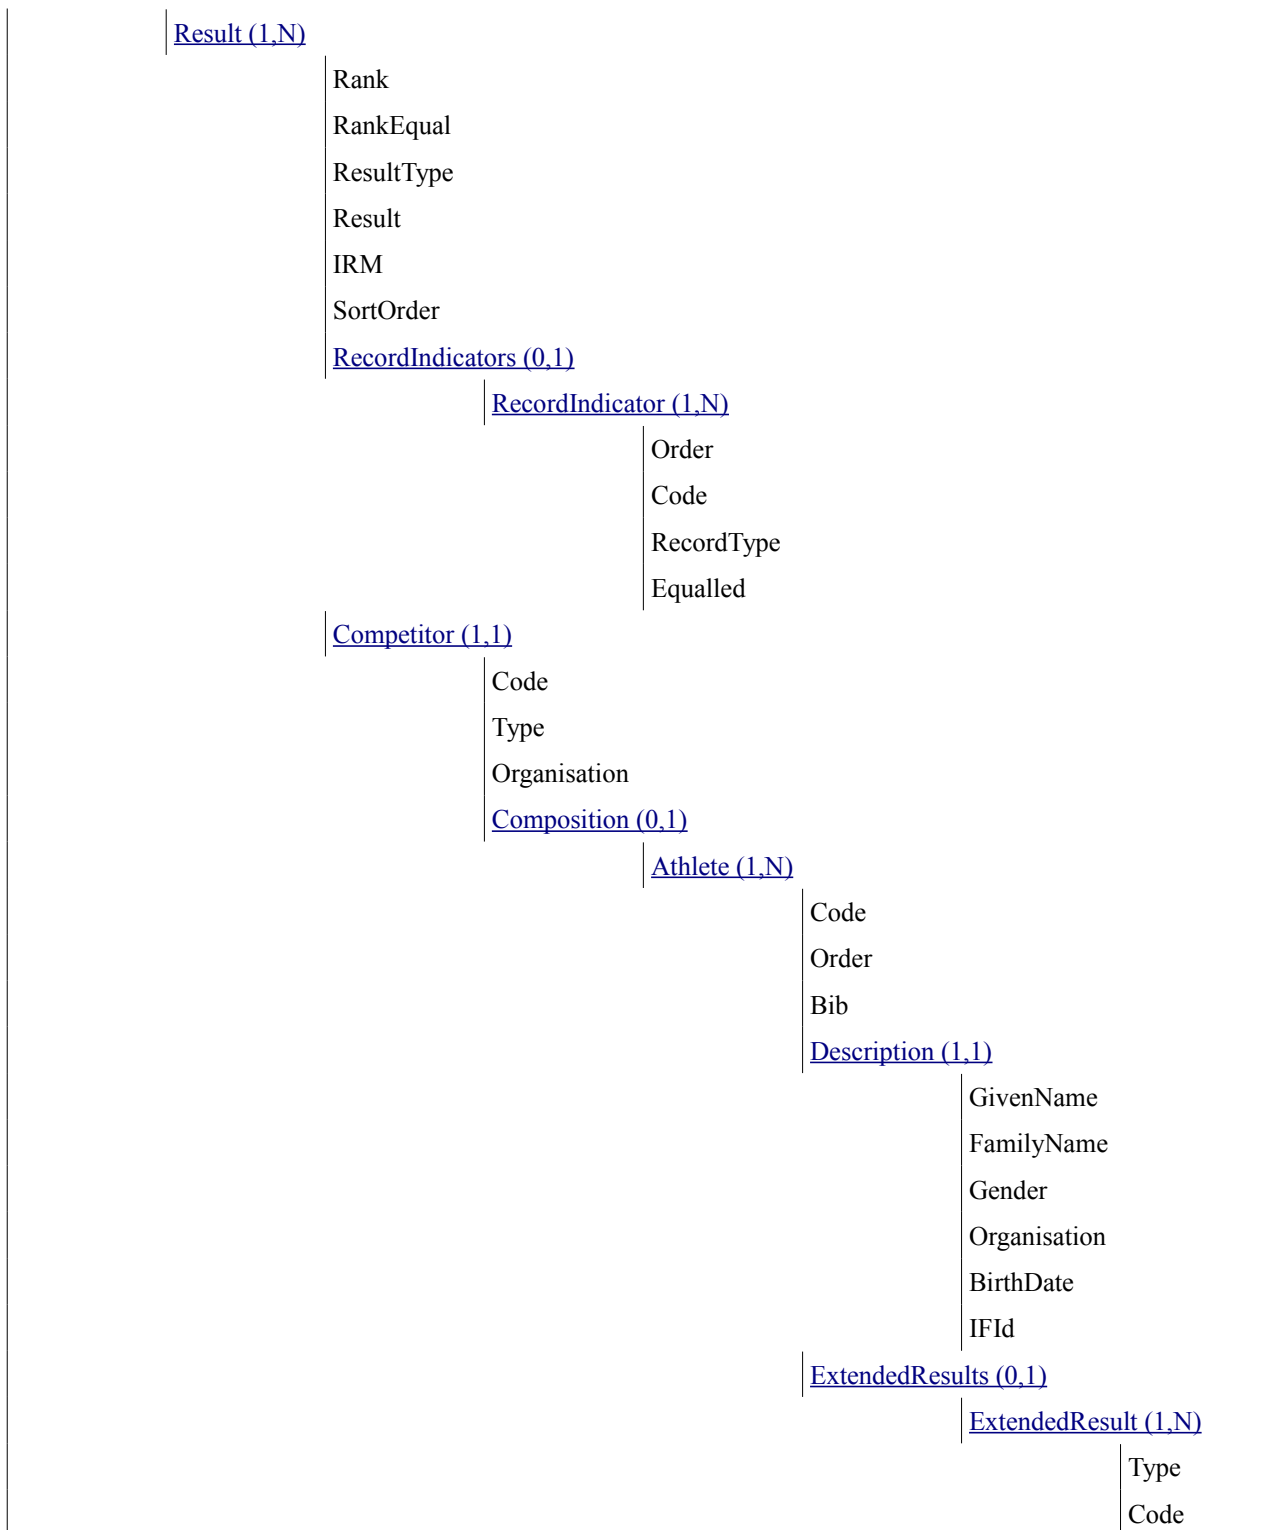 Result (1,N)
Rank
RankEqual
ResultType
Result
IRM
SortOrder
RecordIndicators (0,1)
RecordIndicator (1,N)
Order
Code
RecordType
Equalled
Competitor (1,1)
Code
Type
Organisation
Composition (0,1)
Athlete (1,N)
Code
Order
Bib
Description (1,1)
GivenName
FamilyName
Gender
Organisation
BirthDate
IFId
ExtendedResults (0,1)
ExtendedResult (1,N)
Type
Code